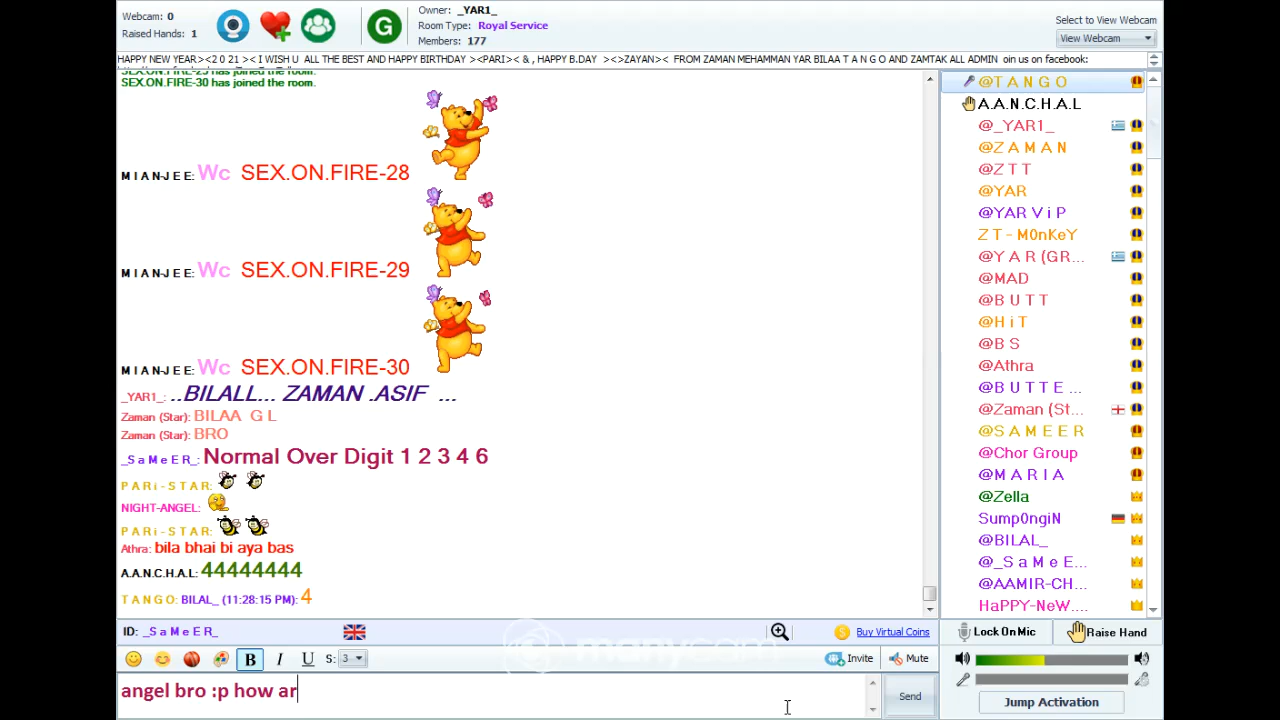 Webcam: 0
Raised Hands: 1
G
Owner: _YAR1_
Room Type: Royal Service
Members: 177
Select to View Webcam
View Webcam
HAPPY NEW YEAR><2 0 21 >< I WISH U ALL THE BEST AND HAPPY BIRTHDAY ><PARI>< & , HAPPY B.DAY ><>ZAYAN>< FROM ZAMAN MEHAMMAN YAR BILAA T A N G O AND ZAMTAK ALL ADMIN oin us on facebook:
SEX.ON.FIRE-30 has joined the room.
M I A N-J E E: Wc SEX.ON.FIRE-28
M I A N-J E E: Wc SEX.ON.FIRE-29
M I A N-J E E: Wc SEX.ON.FIRE-30
_YAR1_: ..BILALL... ZAMAN .ASIF ...
Zaman (Star): BILAA G L
Zaman (Star): BRO
_S a M e E R_: Normal Over Digit 1 2 3 4 6
P A R i - S T A R:
NIGHT-ANGEL:
P A R i - S T A R:
Athra: bila bhai bi aya bas
A.A.N.C.H.A.L: 44444444
T A N G O: BILAL_ (11:28:15 PM): 4
@T A N G O
A.A.N.C.H.A.L
@_YAR1_
@Z A M A N
@Z T T
@YAR
@YAR V i P
Z T - M0nKeY
@Y A R (GR...
@MAD
@B U T T
@H i T
@B S
@Athra
@B U T T E ...
@Zaman (St...
@S A M E E R
@Chor Group
@M A R I A
@Zella
Sump0ngiN
@BILAL_
@_S a M e E...
@AAMIR-CH...
HaPPY-NeW....
ID: _S a M e E R_
Buy Virtual Coins
manycam
Lock On Mic
Raise Hand
B I U S: 3
Invite
Mute
angel bro :p how ar
Send
Jump Activation